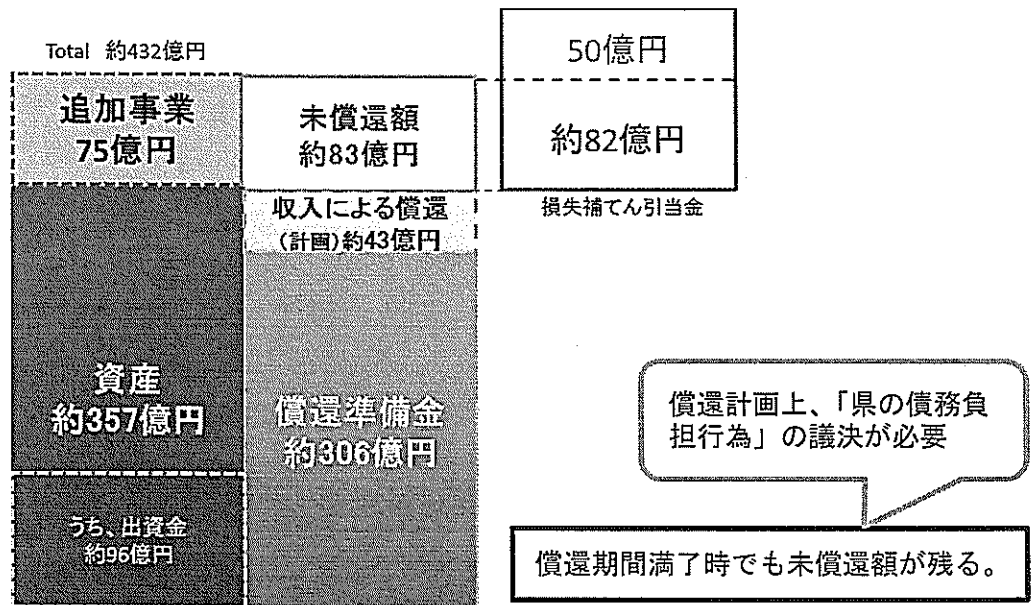 Total 約432億円
追加事業
75億円
未償還額
約83億円
50億円
約82億円
損失補てん引当金
収入による償還
(計画)約43億円
資産
約357億円
償還準備金
約306億円
うち、出資金
約96億円
償還計画上、「県の債務負
担行為」の議決が必要
償還期間満了時でも未償還額が残る。